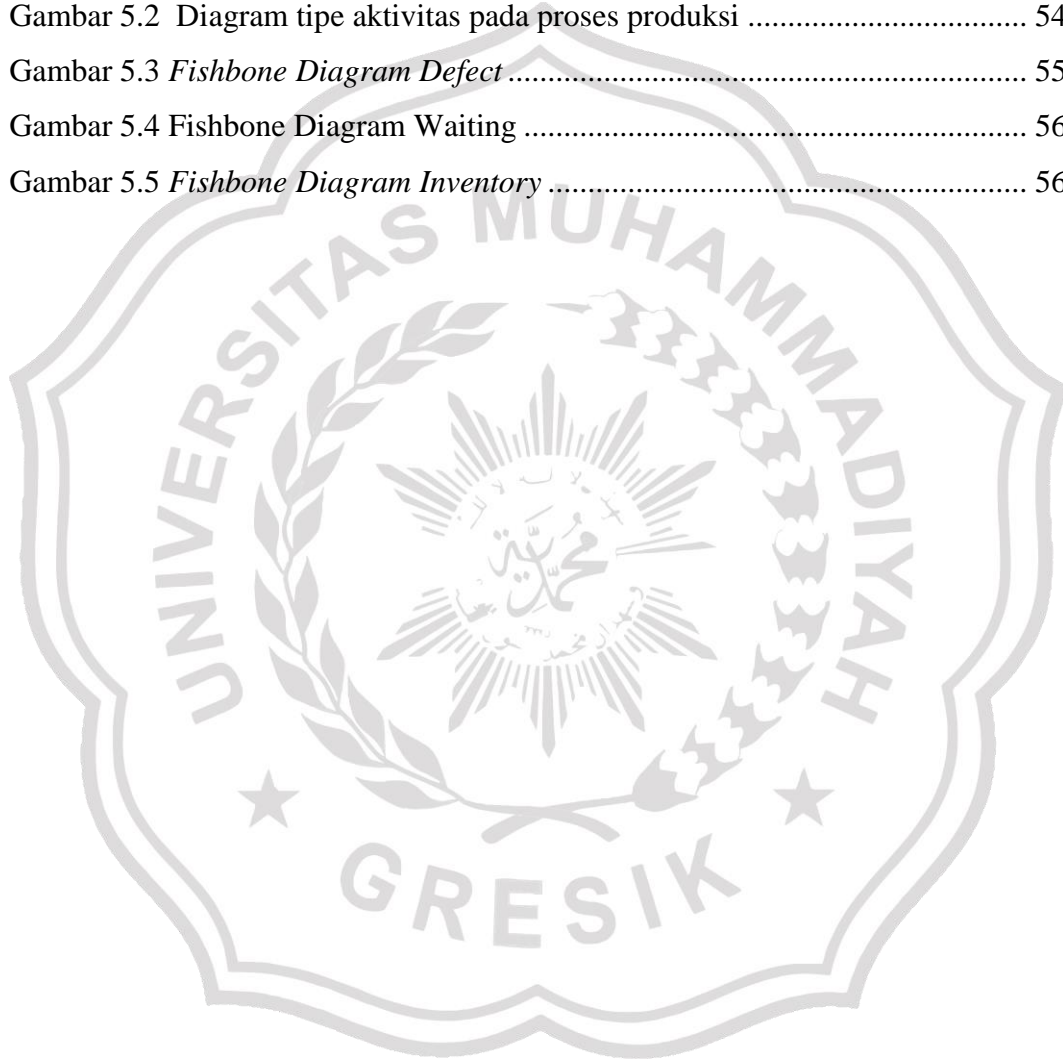 Gambar 5.2  Diagram tipe aktivitas pada proses produksi ................................... 54
Gambar 5.3 Fishbone Diagram Defect ................................................................. 55
Gambar 5.4 Fishbone Diagram Waiting ............................................................... 56
Gambar 5.5 Fishbone Diagram Inventory ............................................................ 56
UNIVERSITAS MUHAMMADIYAH
محمد
GRESIK